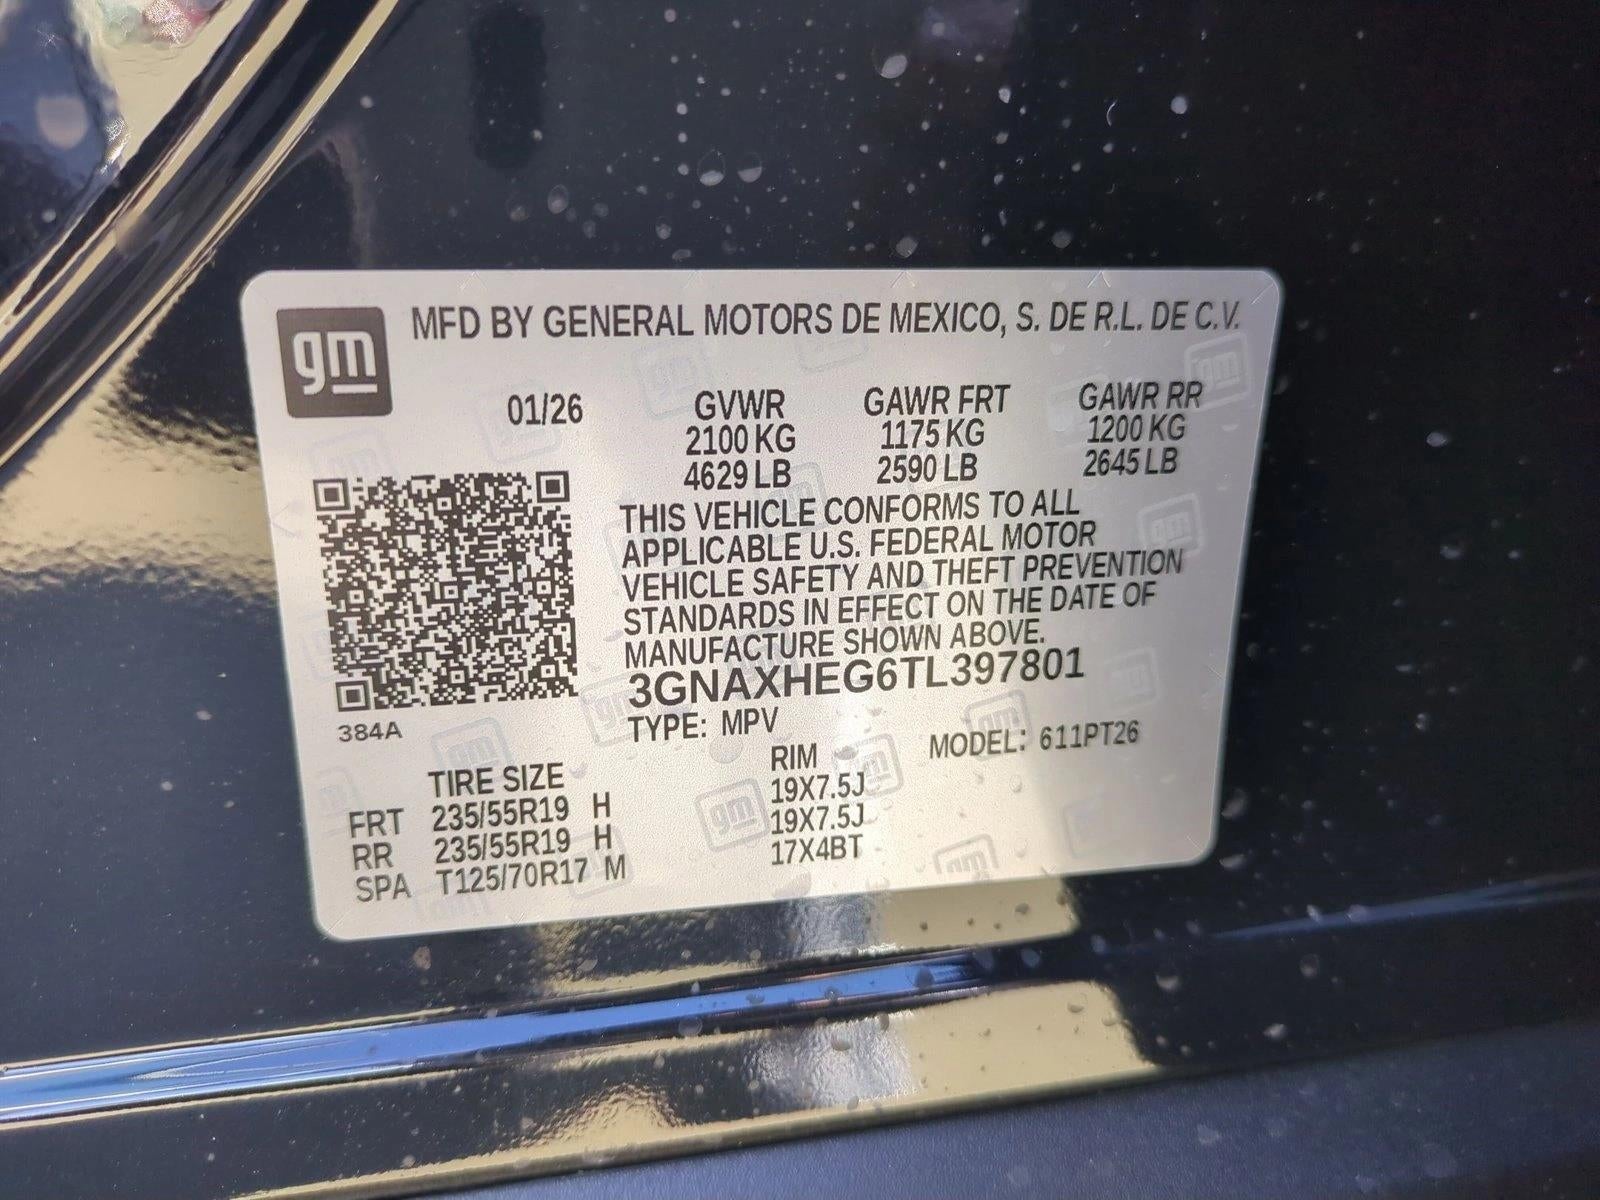 gm
MFD BY GENERAL MOTORS DE MEXICO, S. DE R.L. DE C.V.
01/26 GVWR GAWR FRT GAWR RR
2100 KG 1175 KG 1200 KG
4629 LB 2590 LB 2645 LB
THIS VEHICLE CONFORMS TO ALL
APPLICABLE U.S. FEDERAL MOTOR
VEHICLE SAFETY AND THEFT PREVENTION
STANDARDS IN EFFECT ON THE DATE OF
MANUFACTURE SHOWN ABOVE.
3GNAXHEG6TL397801
384A
TYPE: MPV MODEL: 611PT26
TIRE SIZE RIM
FRT 235/55R19 H 19X7.5J
RR 235/55R19 H 19X7.5J
SPA T125/70R17 M 17X4BT